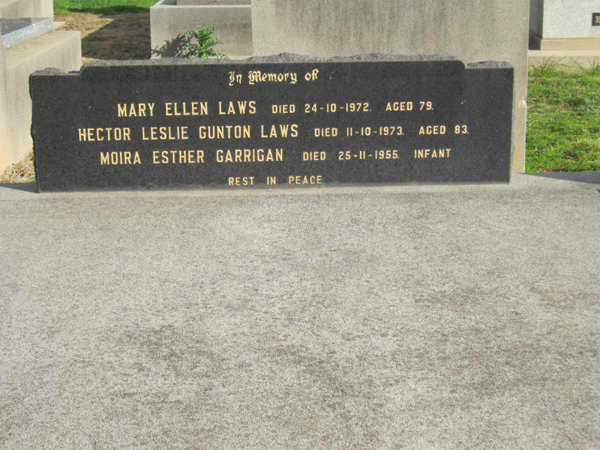 In Memory of
MARY ELLEN LAWS DIED 24-10-1972. AGED 79.
HECTOR LESLIE GUNTON LAWS DIED 11-10-1973. AGED 83.
MOIRA ESTHER GARRIGAN DIED 25-11-1955. INFANT
REST IN PEACE